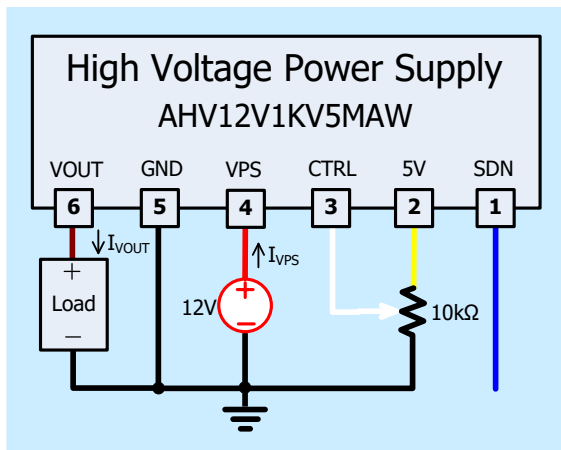 High Voltage Power Supply
AHV12V1KV5MAW
VOUT GND VPS CTRL 5V SDN
6 5 4 3 2 1
IVOUT IVPS
+
Load
−
+
12V
−
10kΩ